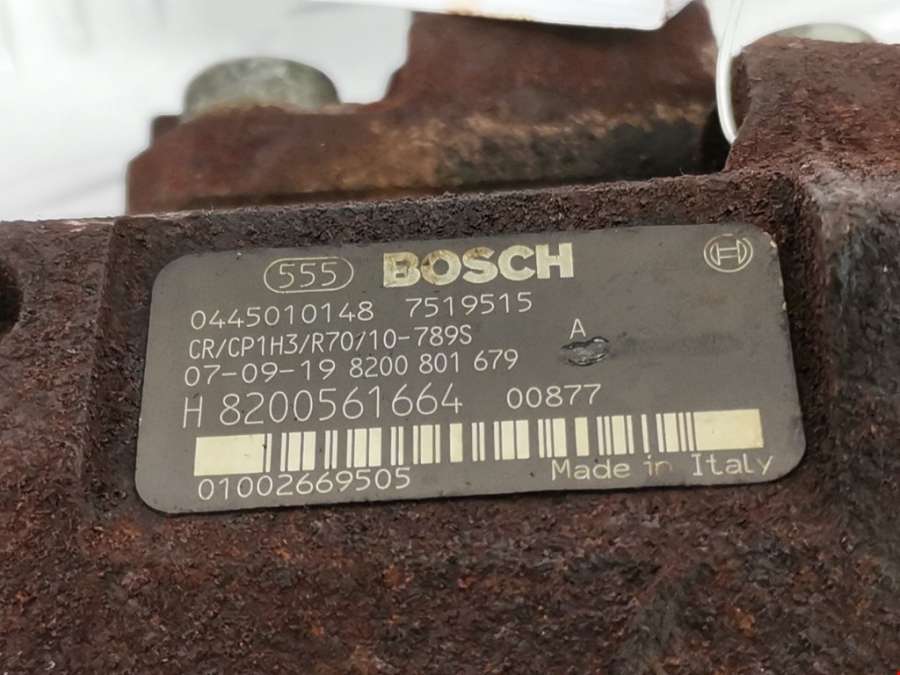 555 BOSCH H
0445010148 7519515
CR/CP1H3/R70/10-789S A
07-09-19 8200 801 679
H 8200561664 00877
01002669505 Made in Italy